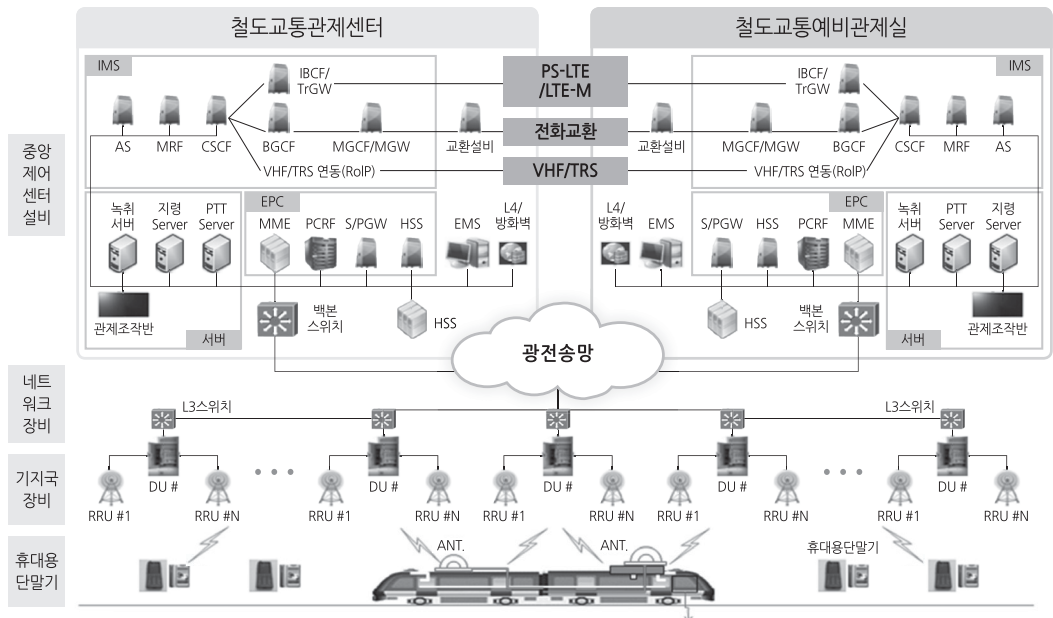 철도교통관제센터
철도교통예비관제실
IMS
IBCF/
TrGW
PS-LTE
/LTE-M
IBCF/
TrGW
IMS
AS
MRF
CSCF
BGCF
MGCF/MGW
교환설비
전화교환
교환설비
MGCF/MGW
BGCF
CSCF
MRF
AS
VHF/TRS 연동(RoIP)
VHF/TRS
VHF/TRS 연동(RoIP)
중앙
제어
센터
설비
녹취
서버
지령
Server
PTT
Server
EPC
MME
PCRF
S/PGW
HSS
EMS
L4/
방화벽
L4/
방화벽
EMS
S/PGW
HSS
PCRF
EPC
MME
녹취
서버
PTT
Server
지령
Server
관제조작반
서버
백본
스위치
HSS
HSS
백본
스위치
서버
관제조작반
광전송망
네트
워크
장비
L3스위치
L3스위치
기지국
장비
DU #
DU #
DU #
DU #
DU #
RRU #1
RRU #N
RRU #1
RRU #N
RRU #1
RRU #N
RRU #1
RRU #N
RRU #1
RRU #N
휴대용
단말기
ANT.
ANT.
휴대용단말기